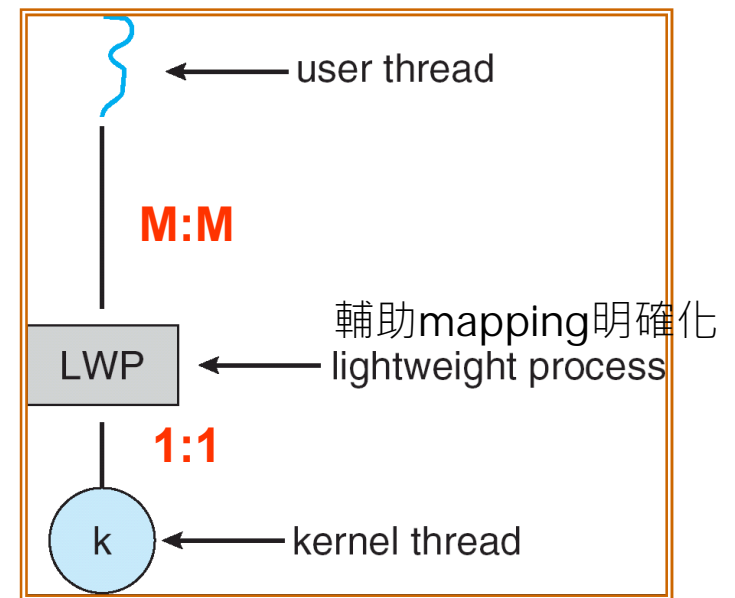 user thread
M:M
輔助mapping明確化
LWP
lightweight process
1:1
k
kernel thread